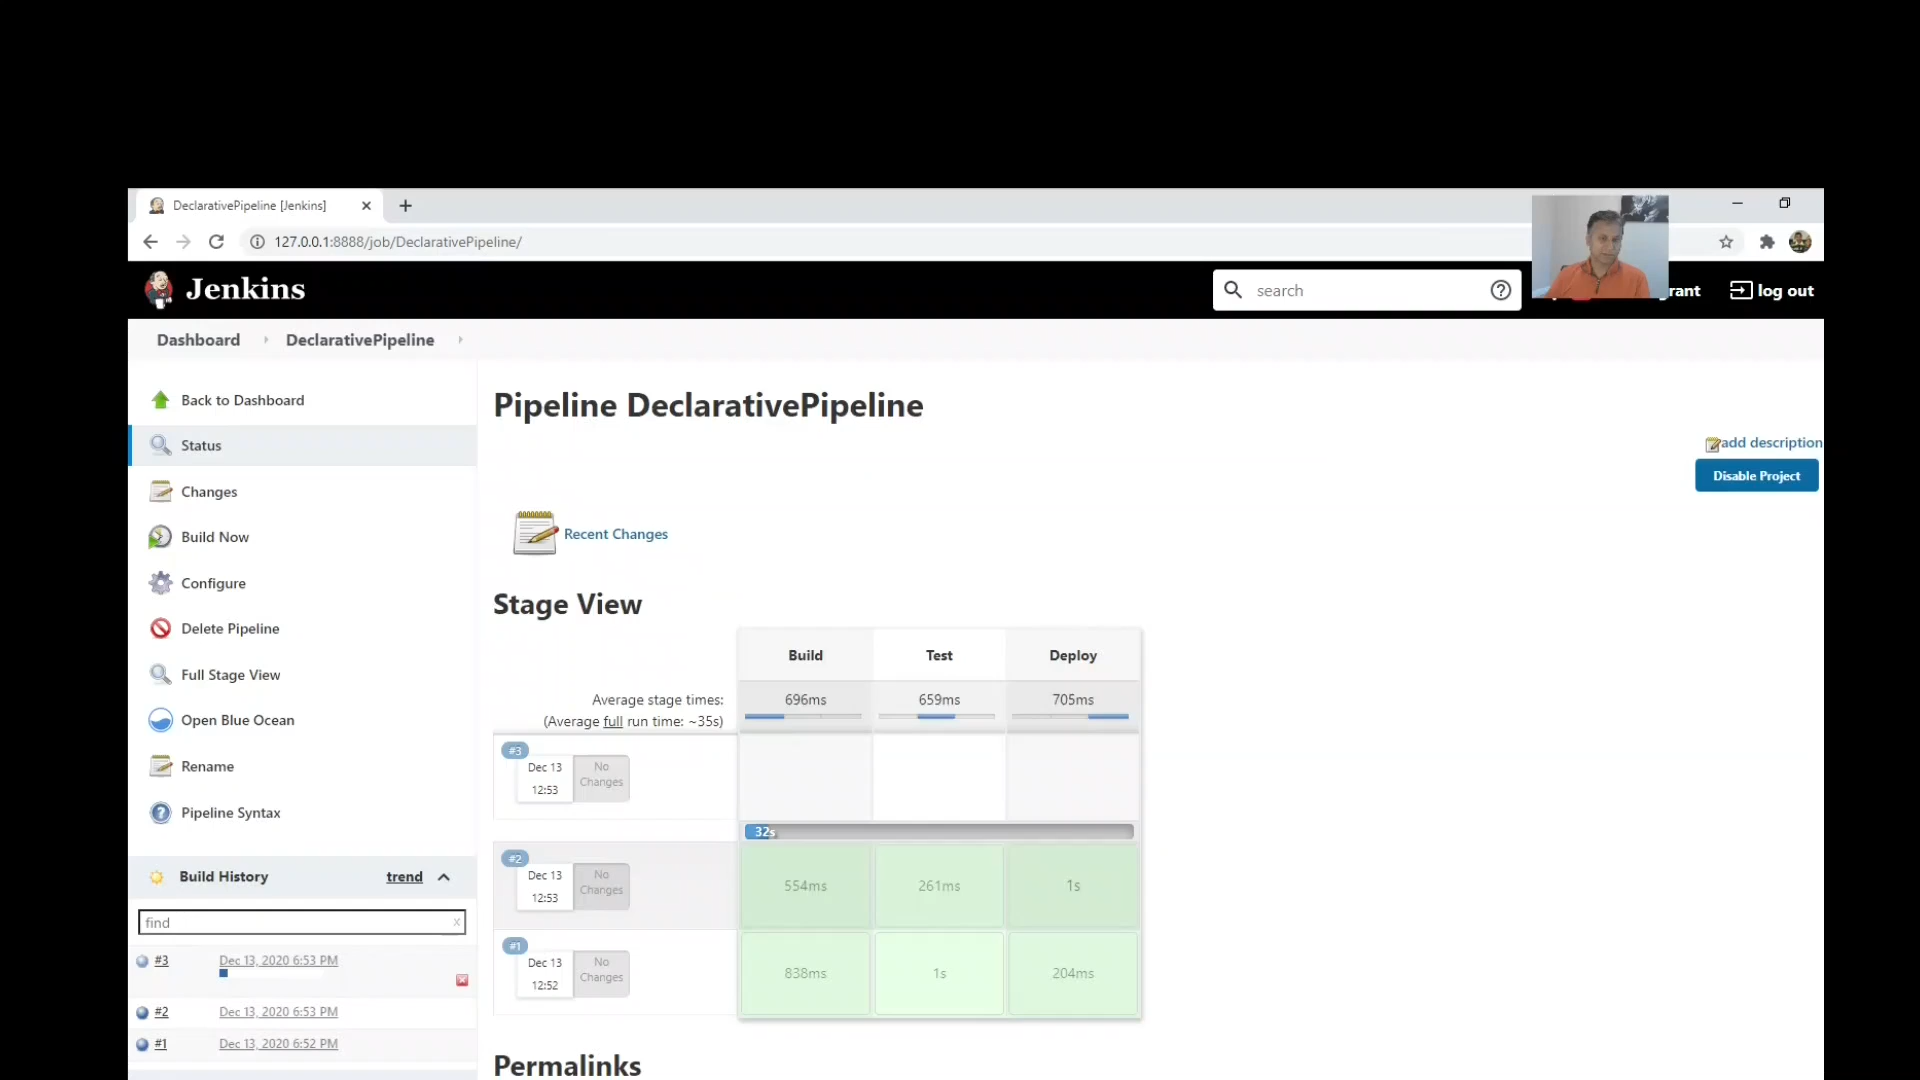 DeclarativePipeline [Jenkins]
127.0.0.1:8888/job/DeclarativePipeline/
Jenkins
search
rant
log out
Dashboard
DeclarativePipeline
Back to Dashboard
Status
Changes
Build Now
Configure
Delete Pipeline
Full Stage View
Open Blue Ocean
Rename
Pipeline Syntax
Build History
trend
find
x
#3
Dec 13, 2020 6:53 PM
#2
Dec 13, 2020 6:53 PM
#1
Dec 13, 2020 6:52 PM
Pipeline DeclarativePipeline
add description
Disable Project
Recent Changes
Stage View
Build
Test
Deploy
Average stage times:
(Average full run time: ~35s)
696ms
659ms
705ms
#3
Dec 13
12:53
No
Changes
32s
#2
Dec 13
12:53
No
Changes
554ms
261ms
1s
#1
Dec 13
12:52
No
Changes
838ms
1s
204ms
Permalinks